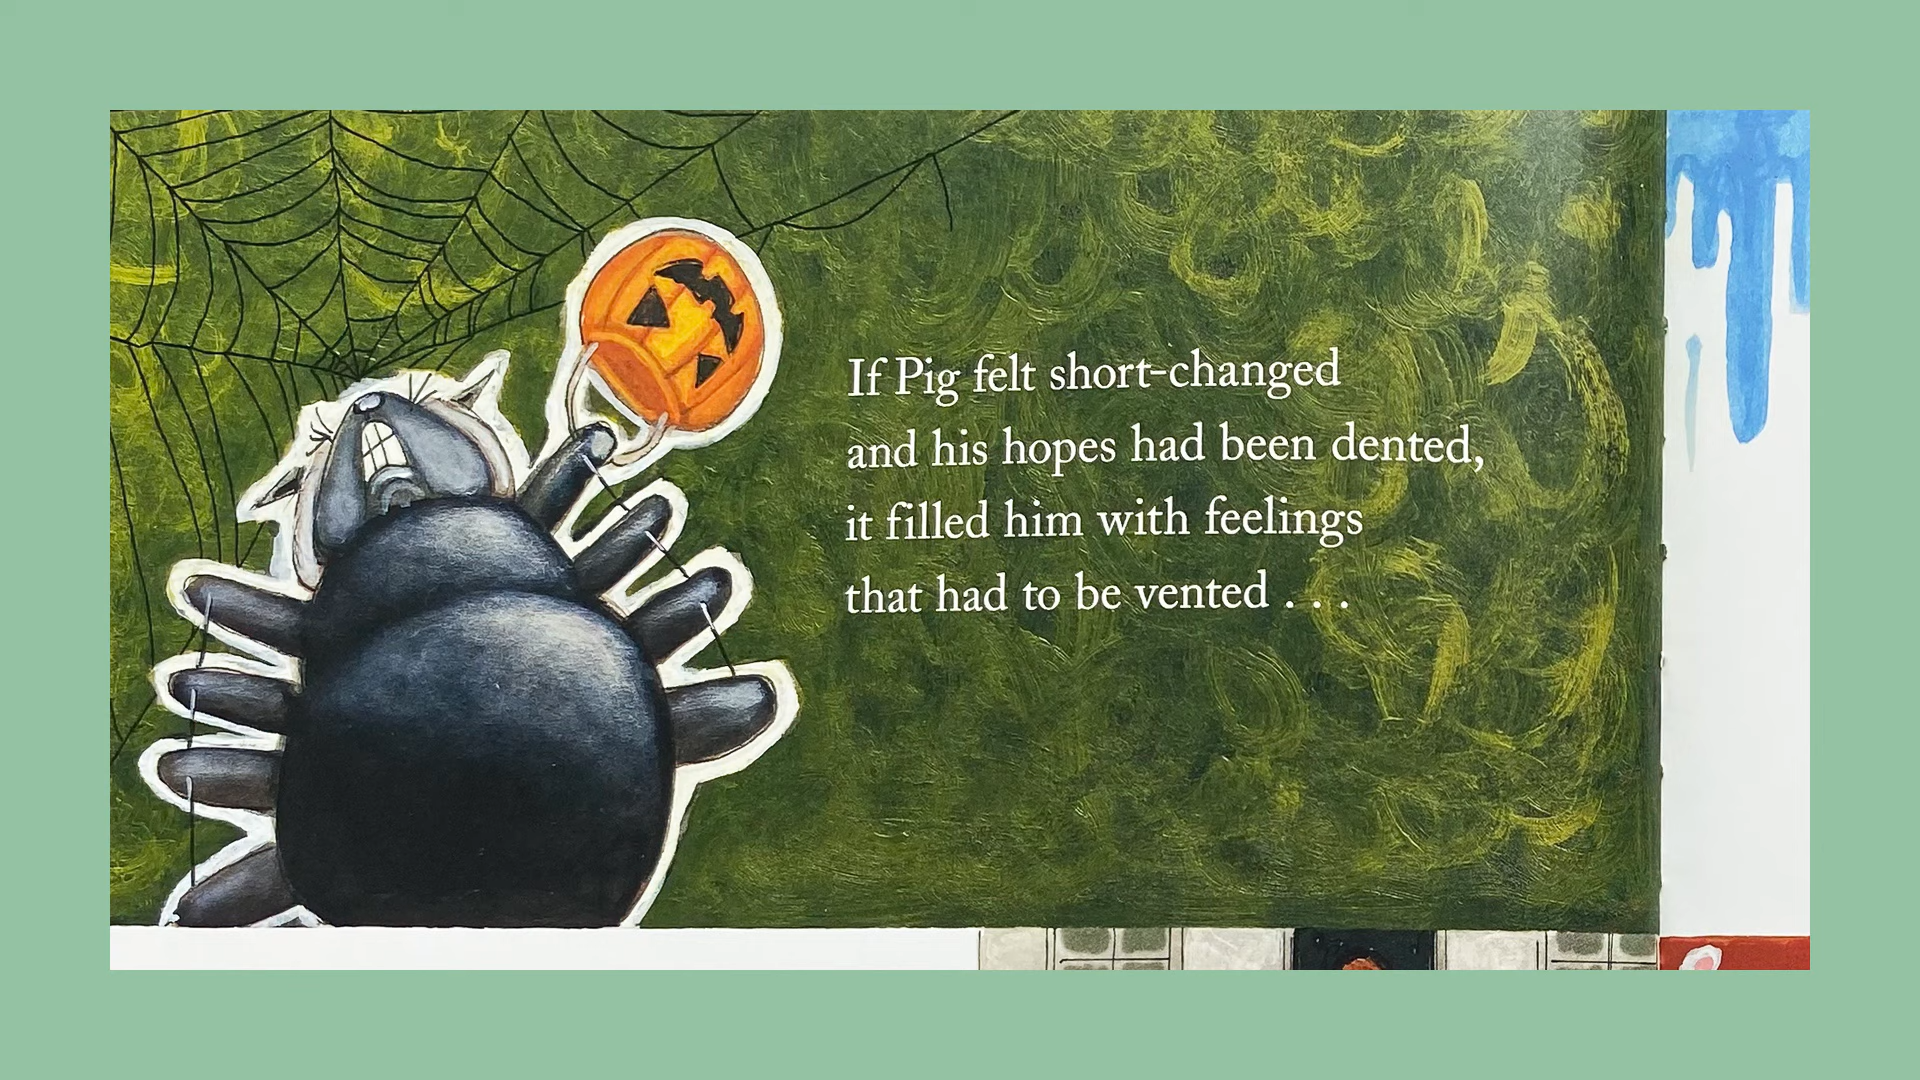 If Pig felt short-changed
and his hopes had been dented,
it filled him with feelings
that had to be vented . . .